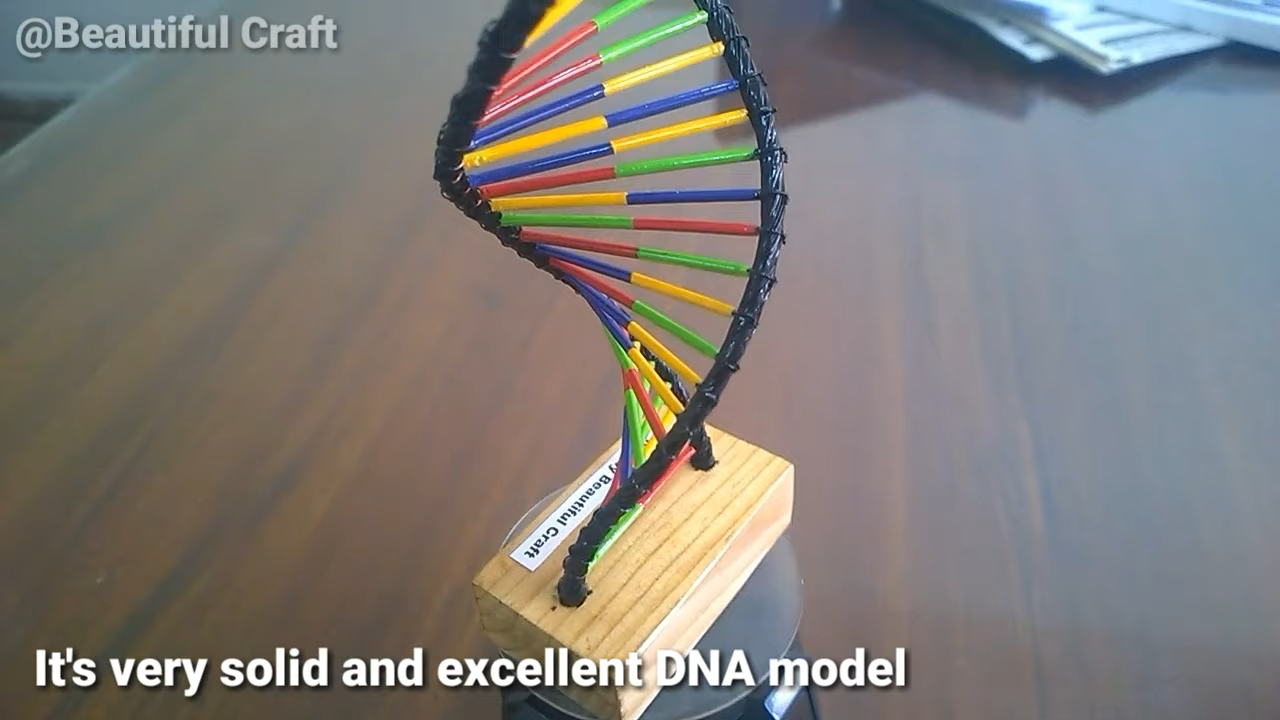 @Beautiful Craft
y Beautiful Craft
It's very solid and excellent DNA model